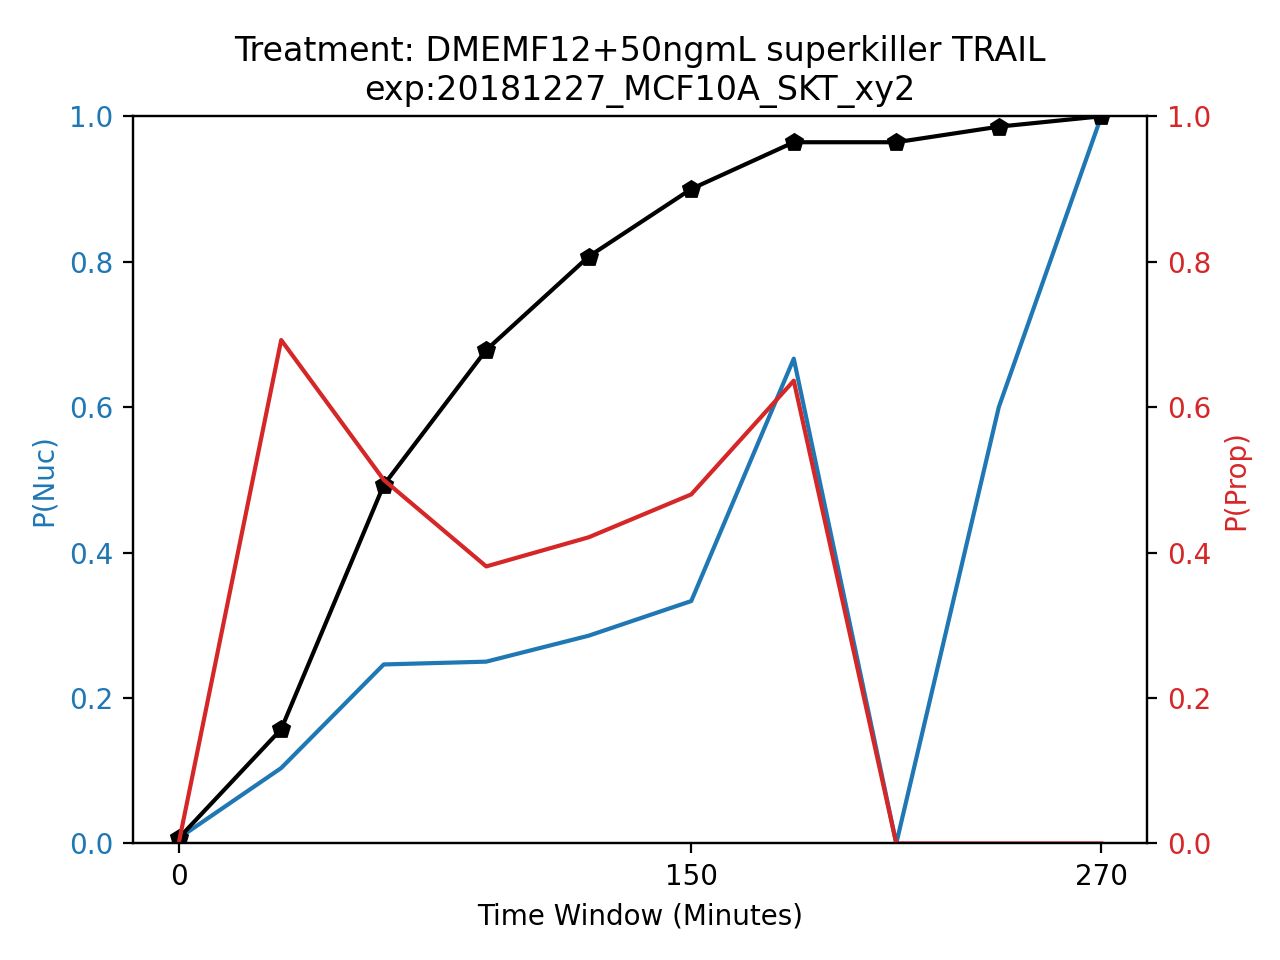 Treatment: DMEMF12+50ngmL superkiller TRAIL
exp:20181227_MCF10A_SKT_xy2
1.0
0.8
0.6
0.4
0.2
0.0
P(Nuc)
1.0
0.8
0.6
0.4
0.2
0.0
P(Prop)
0 150 270
Time Window (Minutes)